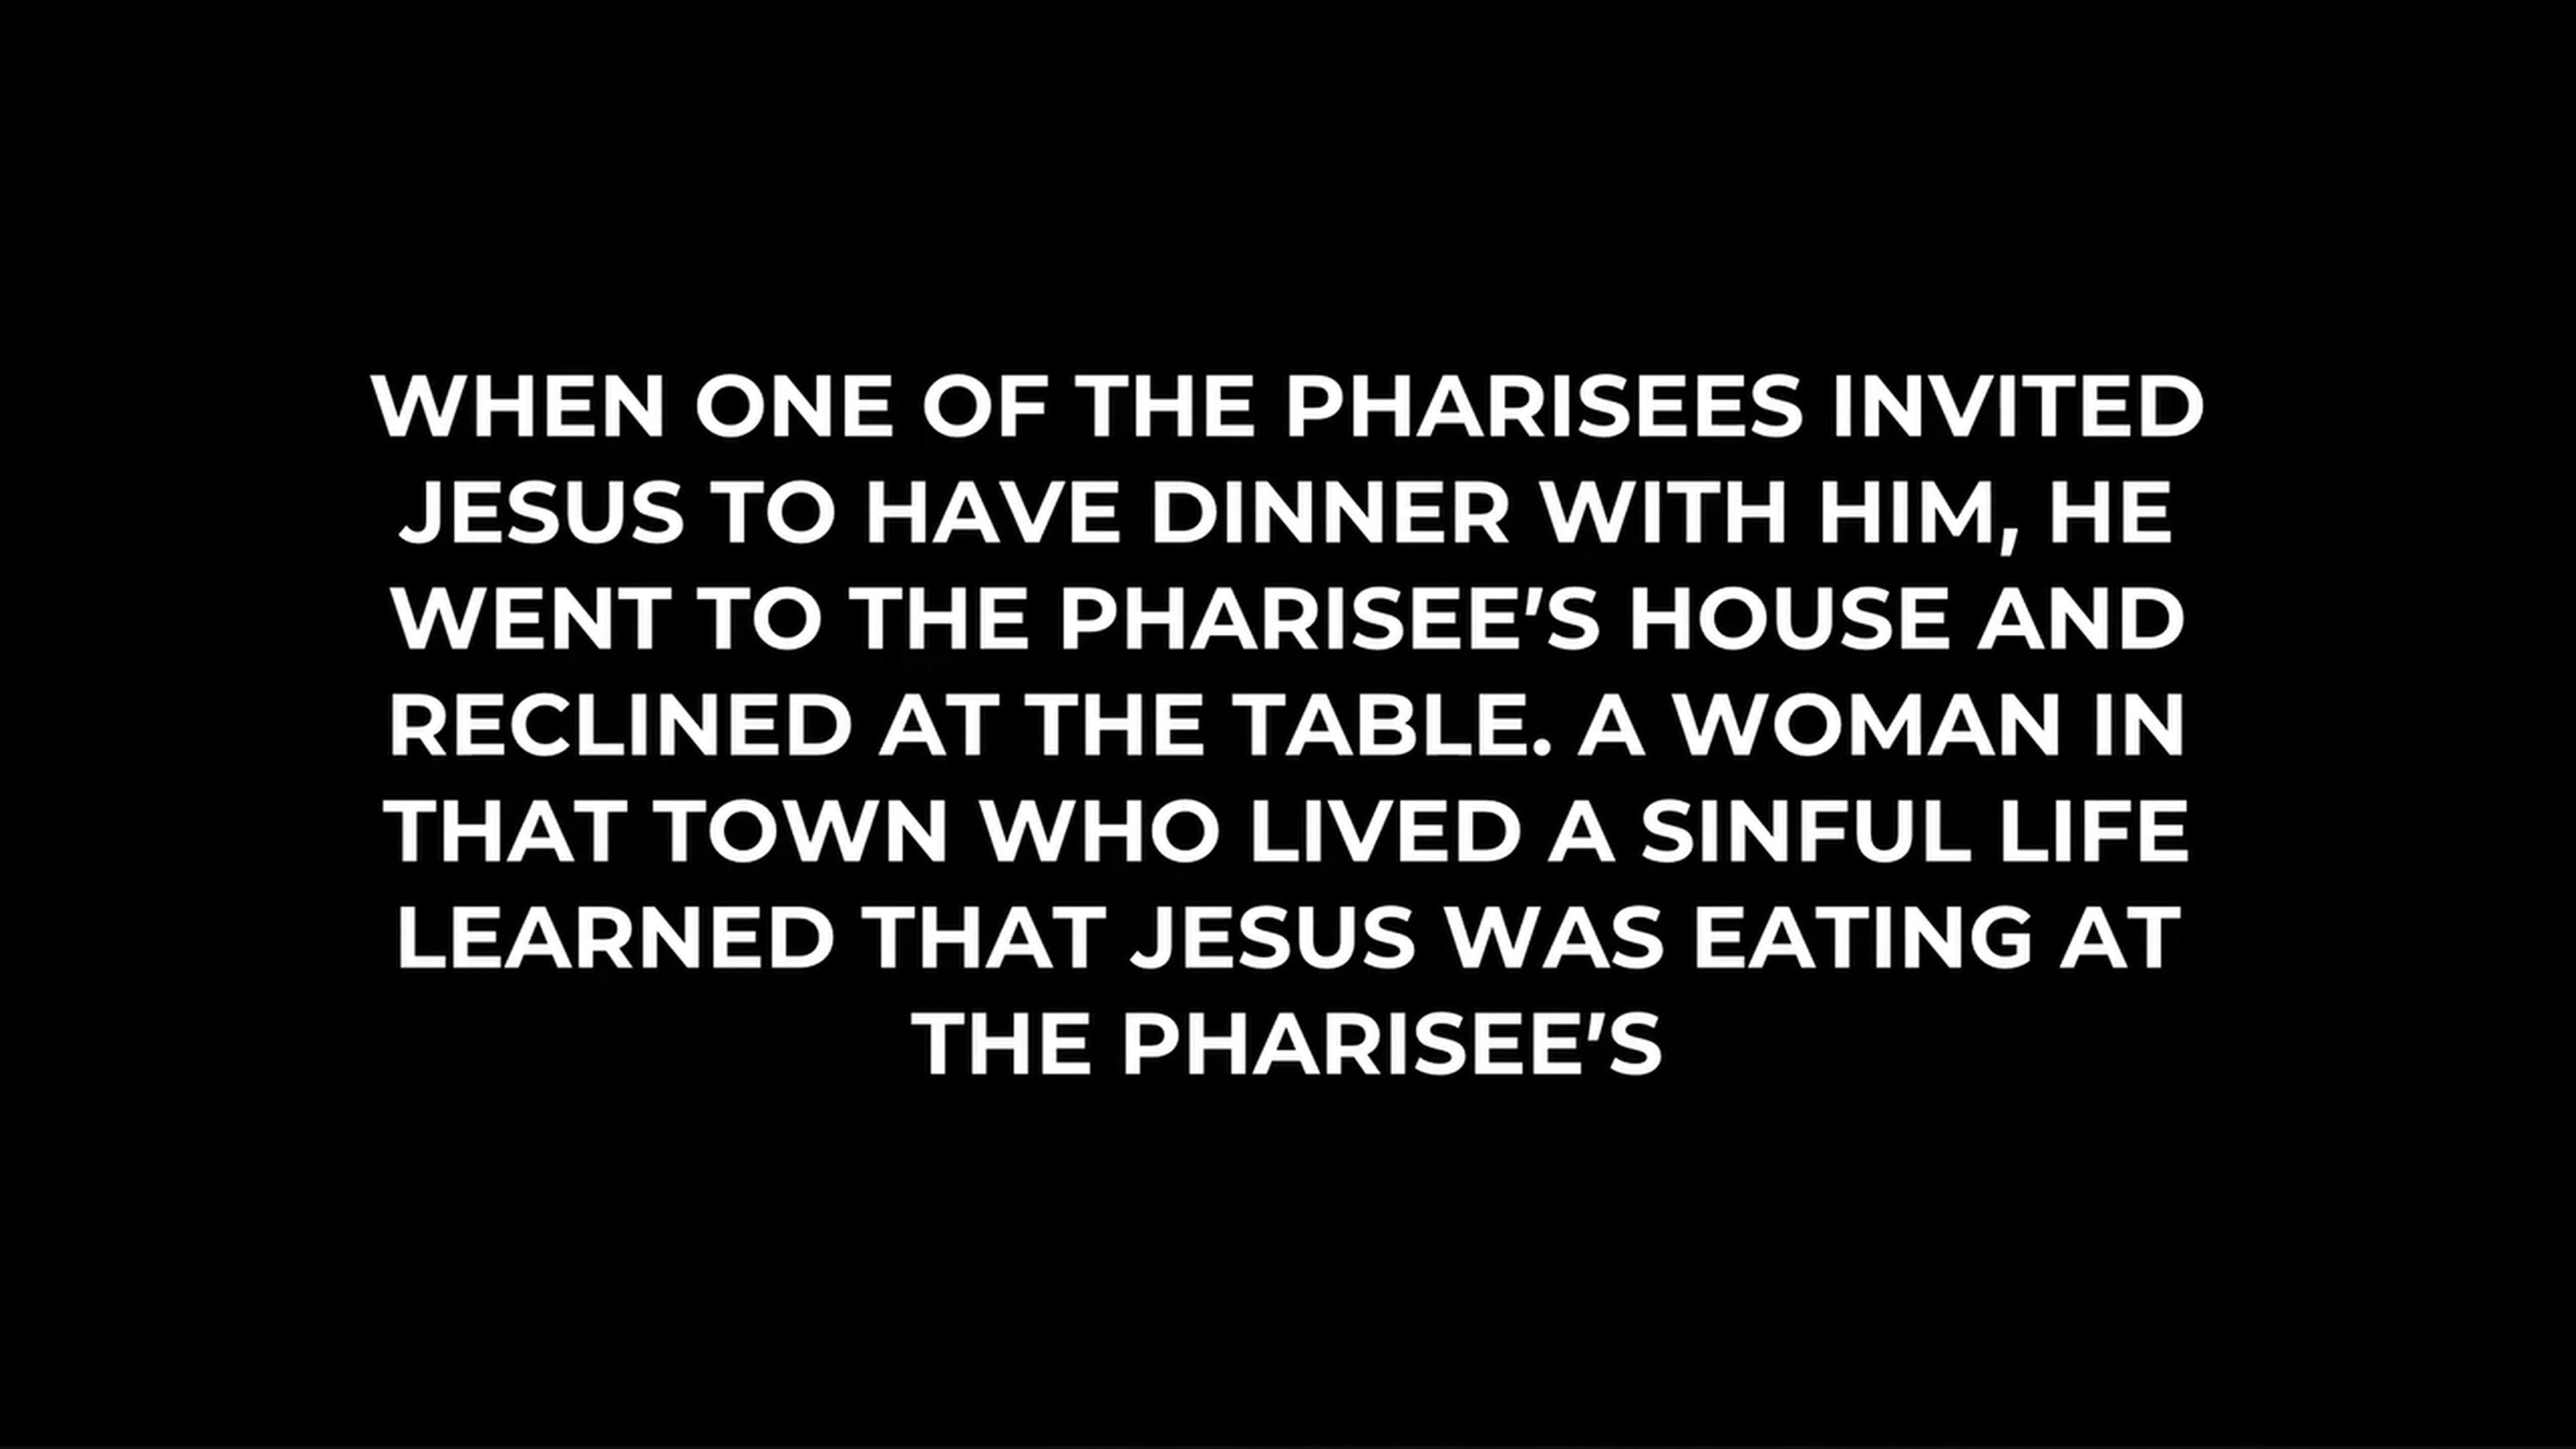 WHEN ONE OF THE PHARISEES INVITED
JESUS TO HAVE DINNER WITH HIM, HE
WENT TO THE PHARISEE'S HOUSE AND
RECLINED AT THE TABLE. A WOMAN IN
THAT TOWN WHO LIVED A SINFUL LIFE
LEARNED THAT JESUS WAS EATING AT
THE PHARISEE'S